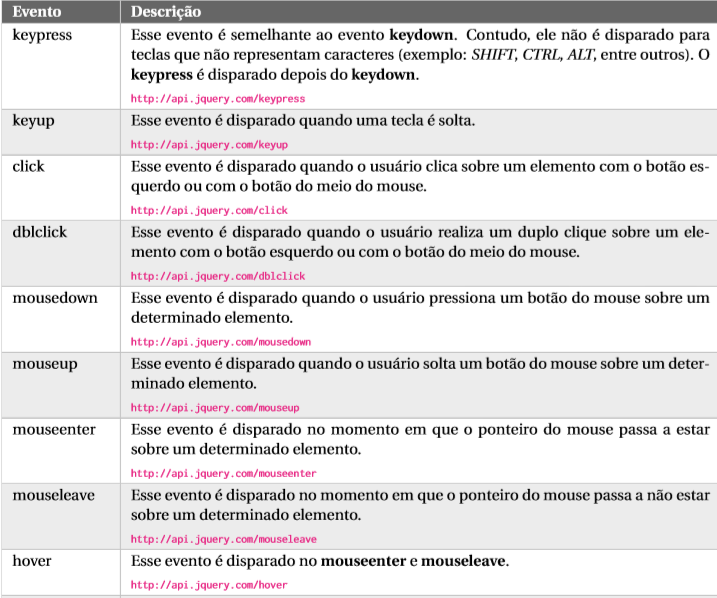 Evento Descrição
keypress Esse evento é semelhante ao evento keydown. Contudo, ele não é disparado para
teclas que não representam caracteres (exemplo: SHIFT, CTRL, ALT, entre outros). O
keypress é disparado depois do keydown.
http://api.jquery.com/keypress
keyup Esse evento é disparado quando uma tecla é solta.
http://api.jquery.com/keyup
click Esse evento é disparado quando o usuário clica sobre um elemento com o botão es-
querdo ou com o botão do meio do mouse.
http://api.jquery.com/click
dblclick Esse evento é disparado quando o usuário realiza um duplo clique sobre um ele-
mento com o botão esquerdo ou com o botão do meio do mouse.
http://api.jquery.com/dblclick
mousedown Esse evento é disparado quando o usuário pressiona um botão do mouse sobre um
determinado elemento.
http://api.jquery.com/mousedown
mouseup Esse evento é disparado quando o usuário solta um botão do mouse sobre um deter-
minado elemento.
http://api.jquery.com/mouseup
mouseenter Esse evento é disparado no momento em que o ponteiro do mouse passa a estar
sobre um determinado elemento.
http://api.jquery.com/mouseenter
mouseleave Esse evento é disparado no momento em que o ponteiro do mouse passa a não estar
sobre um determinado elemento.
http://api.jquery.com/mouseleave
hover Esse evento é disparado no mouseenter e mouseleave.
http://api.jquery.com/hover